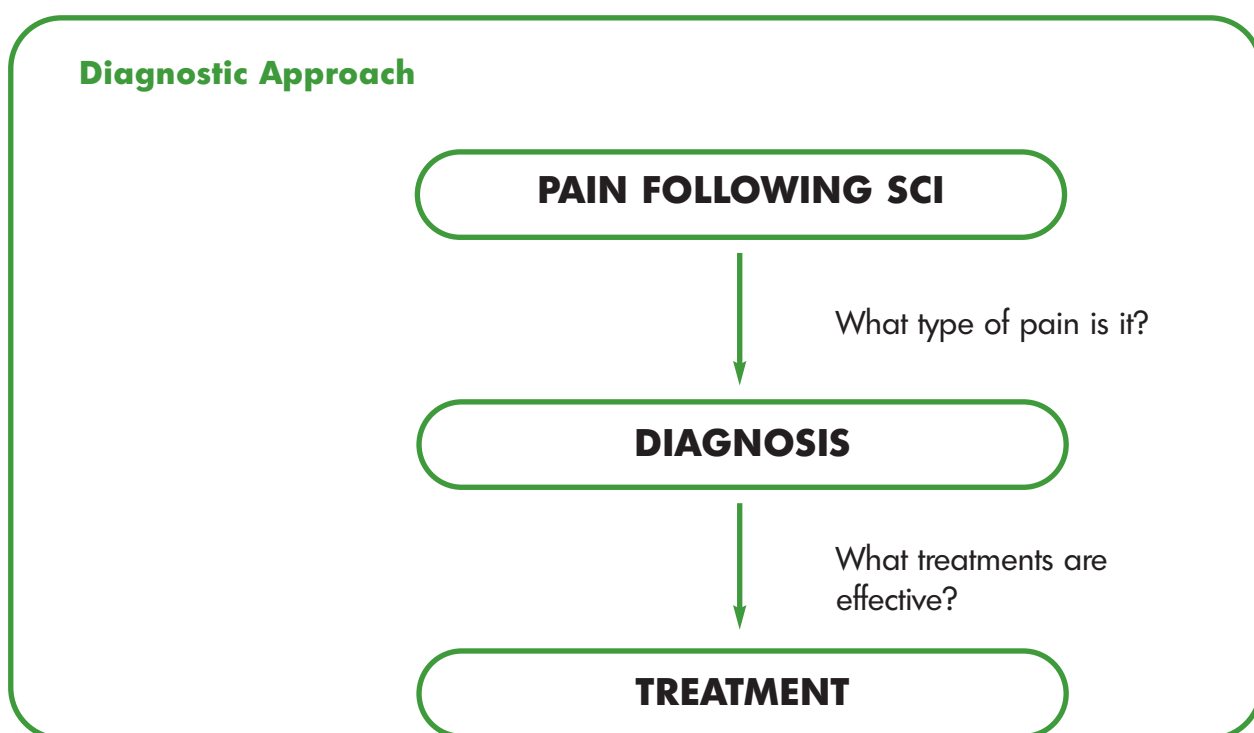 Diagnostic Approach
PAIN FOLLOWING SCI
What type of pain is it?
DIAGNOSIS
What treatments are
effective?
TREATMENT